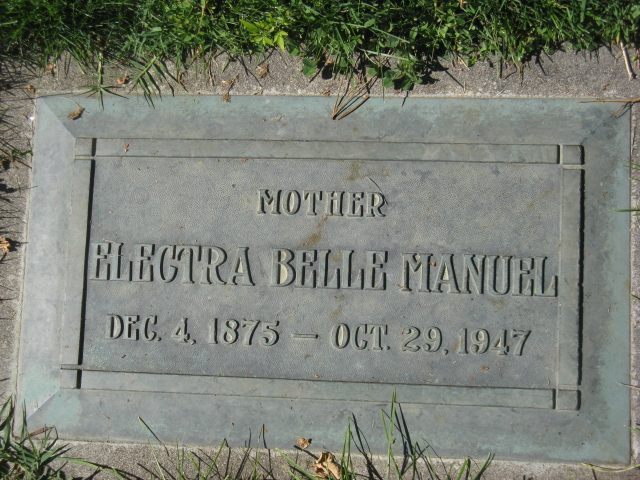 MOTHER
ELECTRA BELLE MANUEL
DEC. 4, 1875 — OCT. 29, 1947